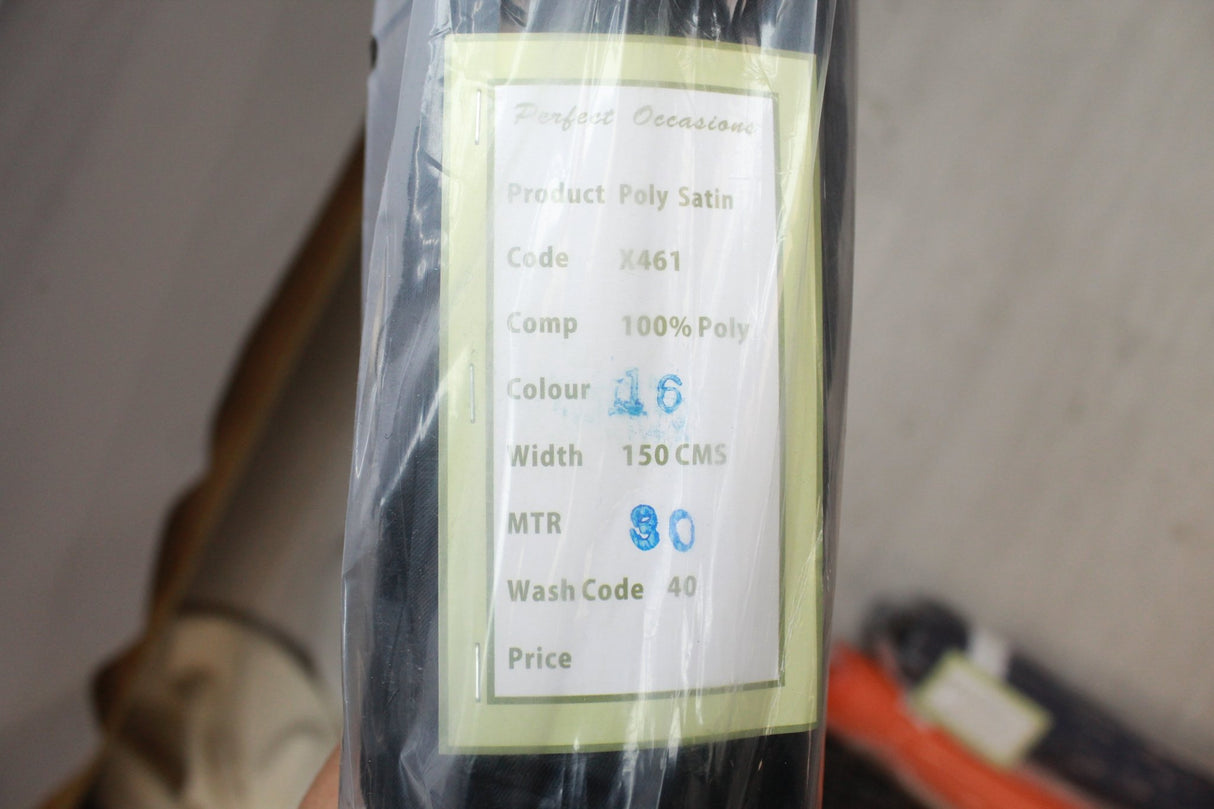 Perfect Occasions
Product Poly Satin
Code X461
Comp 100% Poly
Colour 16
Width 150 CMS
MTR 30
Wash Code 40
Price